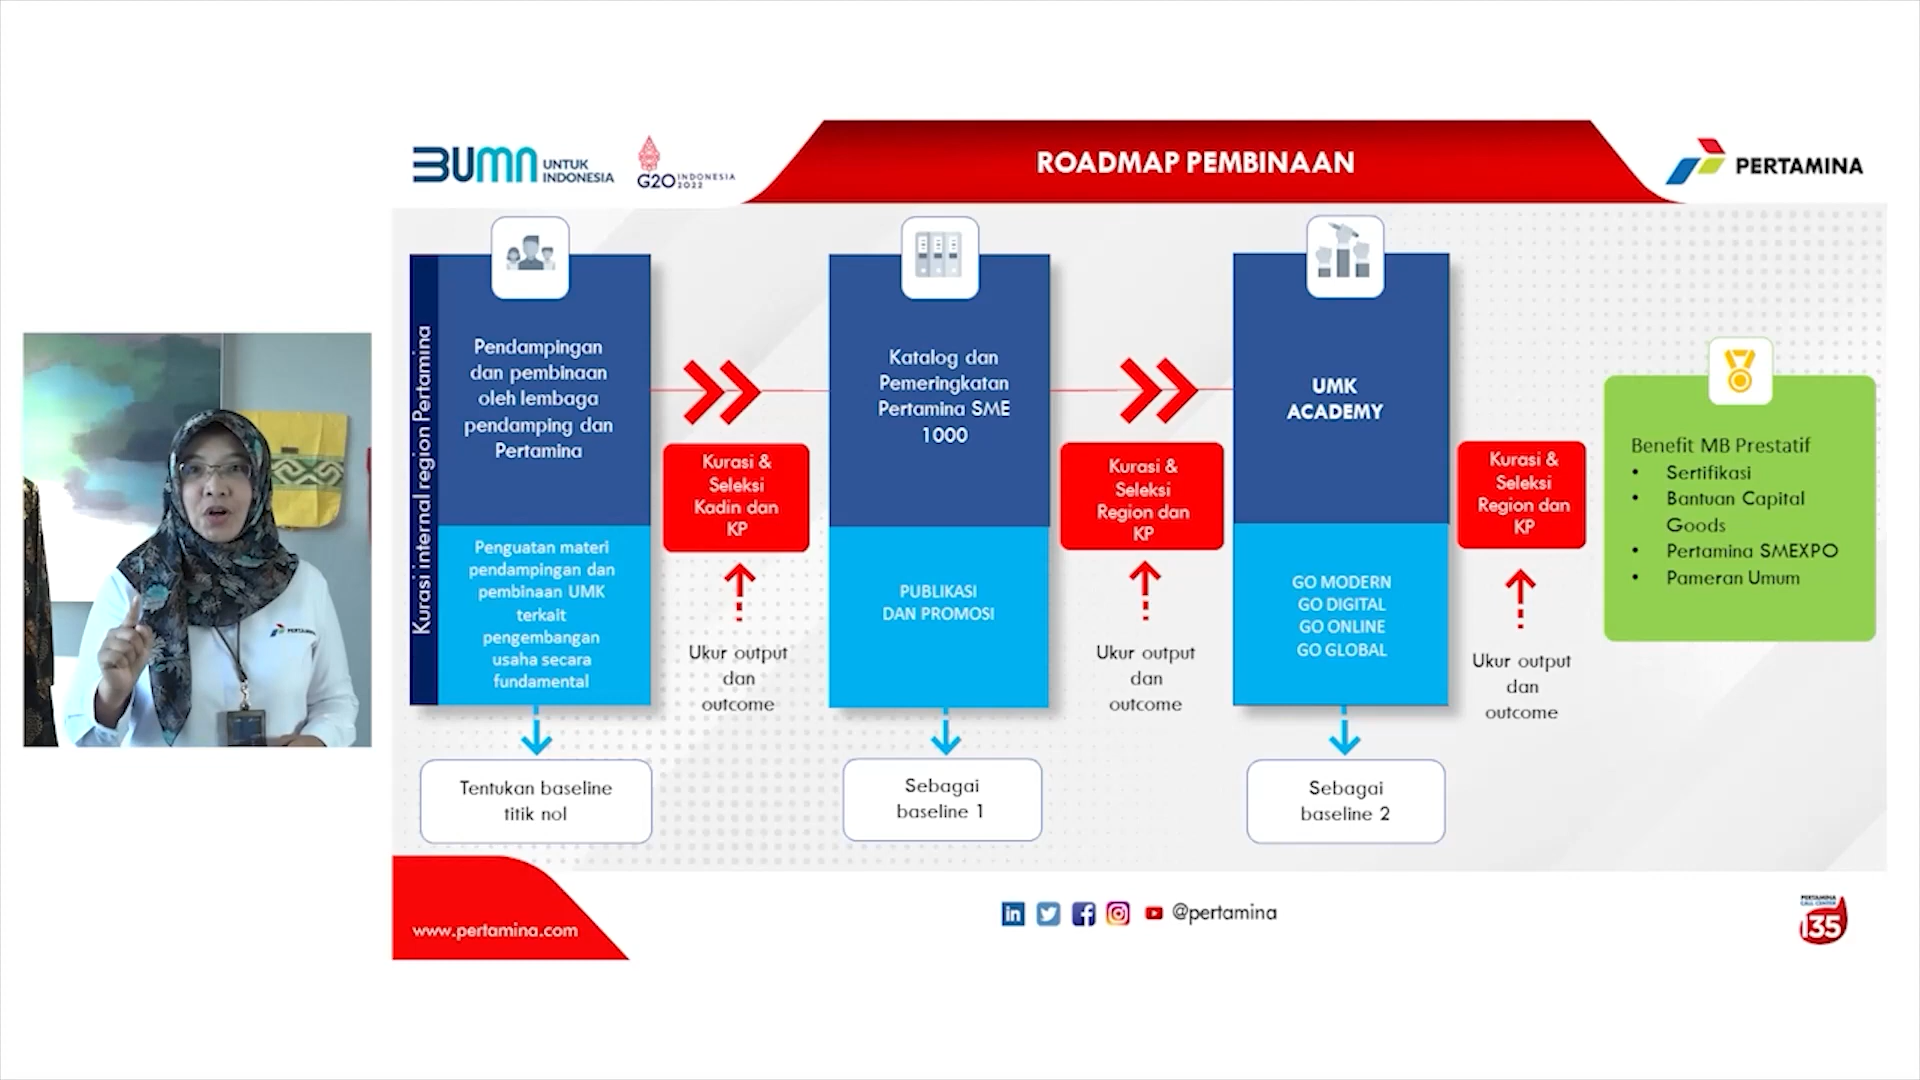 BUMN UNTUK
INDONESIA
G20 INDONESIA
2022
ROADMAP PEMBINAAN
PERTAMINA
Kurasi internal region Pertamina
Pendampingan
dan pembinaan
oleh lembaga
pendamping dan
Pertamina
Penguatan materi
pendampingan dan
pembinaan UMK
terkait
pengembangan
usaha secara
fundamental
Tentukan baseline
titik nol
Kurasi &
Seleksi
Kadin dan
KP
Ukur output
dan
outcome
Katalog dan
Pemeringkatan
Pertamina SME
1000
PUBLIKASI
DAN PROMOSI
Sebagai
baseline 1
Kurasi &
Seleksi
Region dan
KP
Ukur output
dan
outcome
UMK
ACADEMY
GO MODERN
GO DIGITAL
GO ONLINE
GO GLOBAL
Sebagai
baseline 2
Kurasi &
Seleksi
Region dan
KP
Ukur output
dan
outcome
Benefit MB Prestatif
• Sertifikasi
• Bantuan Capital
Goods
• Pertamina SMEXPO
• Pameran Umum
PERTAMINA
www.pertamina.com
@pertamina
PERTAMINA
CALL CENTER
135